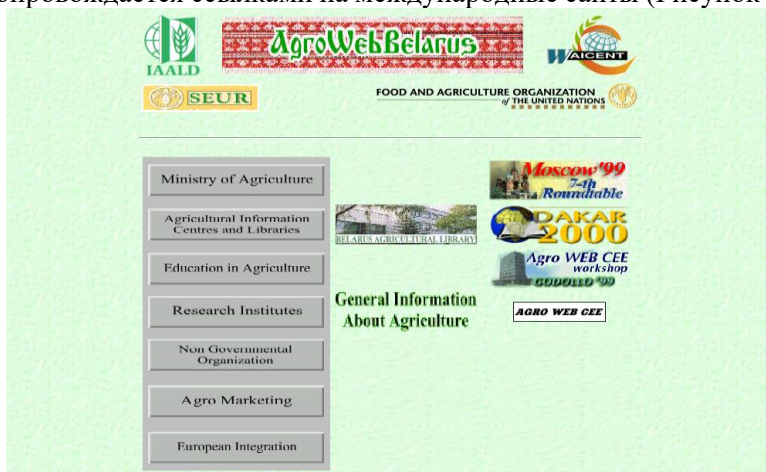 опровождается ссылками на международные сайты (Рисунок
IAALD
AgroWebBelarus
WAICENT
SEUR
FOOD AND AGRICULTURE ORGANIZATION
of THE UNITED NATIONS
Ministry of Agriculture
Agricultural Information
Centres and Libraries
Education in Agriculture
Research Institutes
Non Governmental
Organization
Agro Marketing
European Integration
BELARUS AGRICULTURAL LIBRARY
General Information
About Agriculture
Moscow'99
7-th
Roundtable
DAKAR
2000
Agro WEB CEE
workshop
GODOLLO '99
AGRO WEB CEE